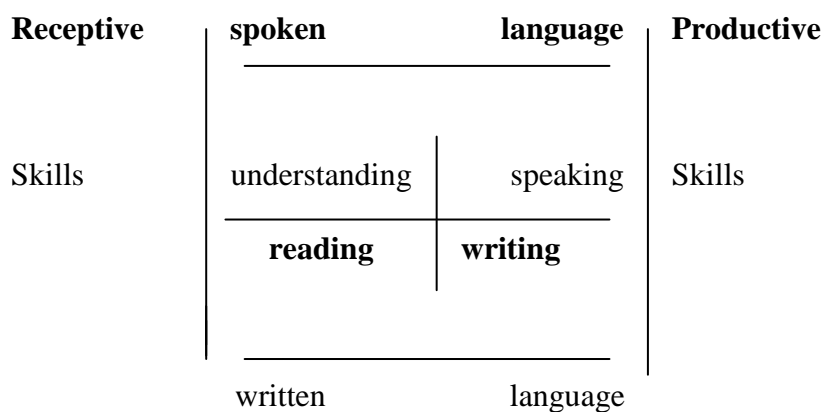 Receptive spoken language Productive
Skills understanding speaking Skills
reading writing
written language